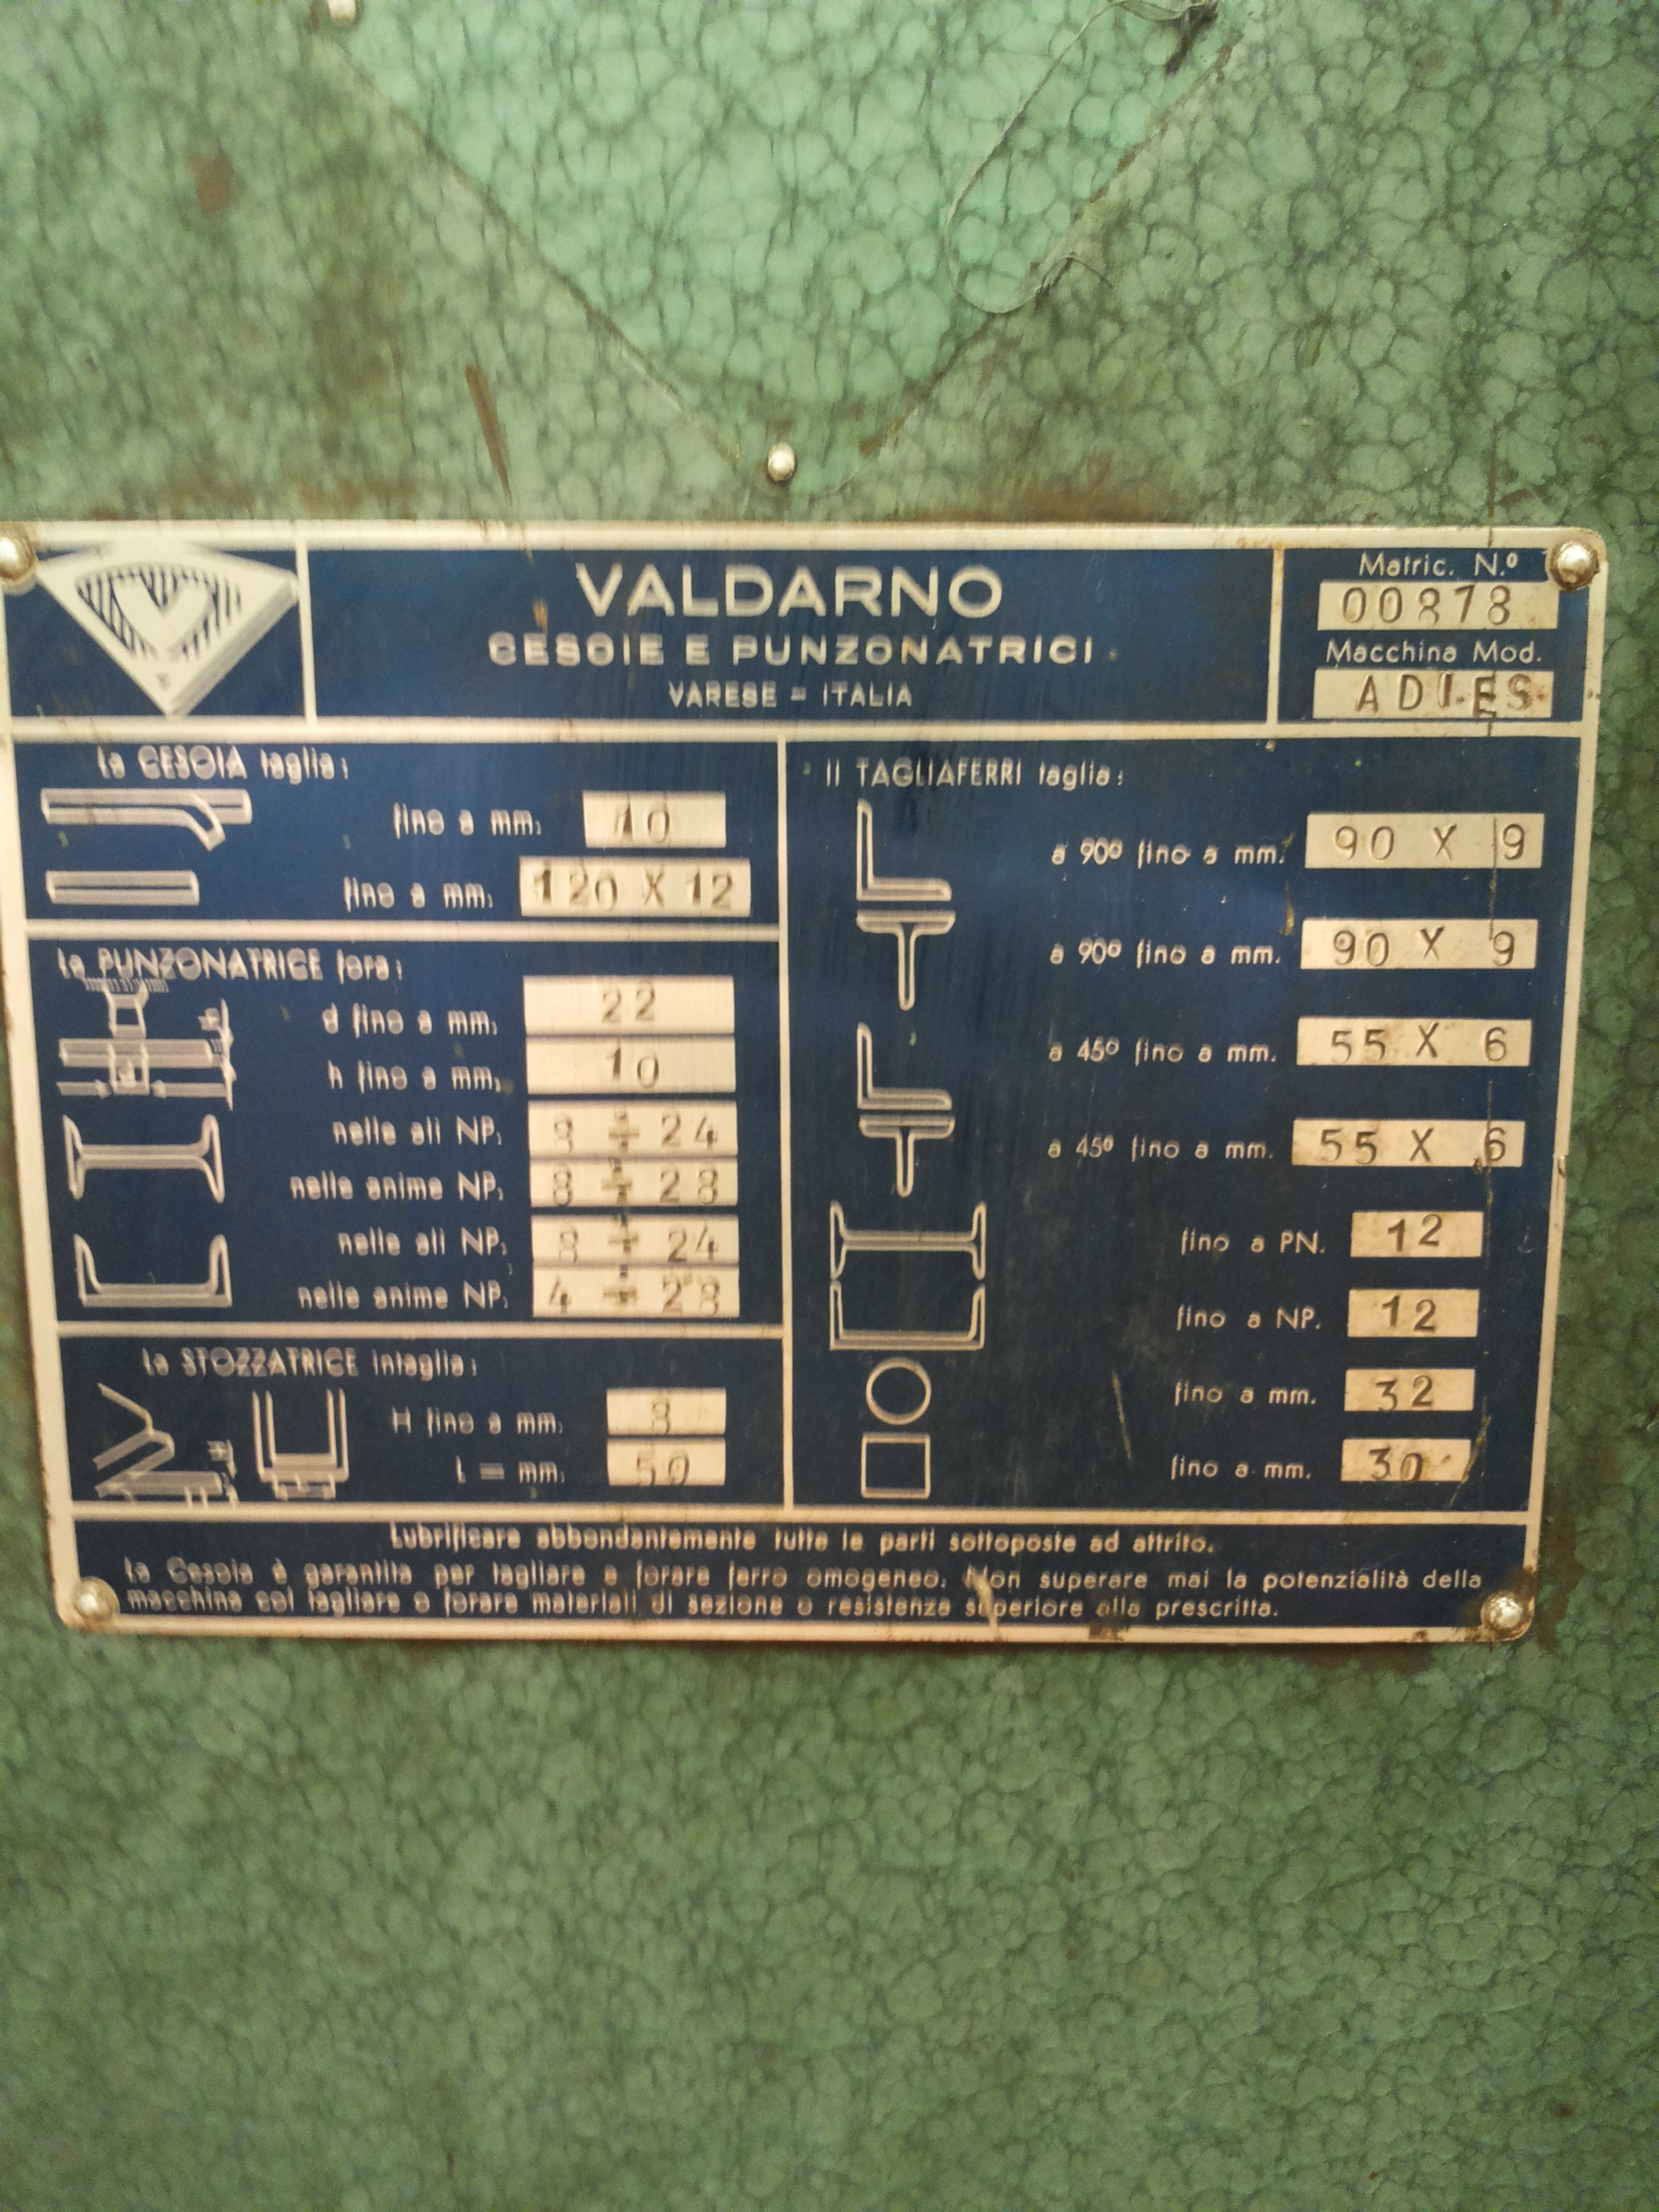 VALDARNO
CESOIE E PUNZONATRICI
VARESE - ITALIA
Matric. N.º
00878
Macchina Mod.
ADIES
La CESOIA taglia:
fino a mm. 10
fino a mm. 120 X 12
La PUNZONATRICE fora:
d fino a mm. 22
h fino a mm. 10
nelle ali NP. 8 ÷ 24
nelle anime NP. 8 ÷ 28
nelle ali NP. 8 ÷ 24
nelle anime NP. 4 ÷ 28
La STOZZATRICE intaglia:
H fino a mm. 8
L = mm. 50
Il TAGLIAFERRI taglia:
a 90º fino a mm. 90 X 9
a 90º fino a mm. 90 X 9
a 45º fino a mm. 55 X 6
a 45º fino a mm. 55 X 6
fino a PN. 12
fino a NP. 12
fino a mm. 32
fino a mm. 30
Lubrificare abbondantemente tutte le parti sottoposte ad attrito.
La Cesoia è garantita per tagliare e forare ferro omogeneo. Non superare mai la potenzialità della
macchina col tagliare o forare materiali di sezione o resistenza superiore alla prescritta.